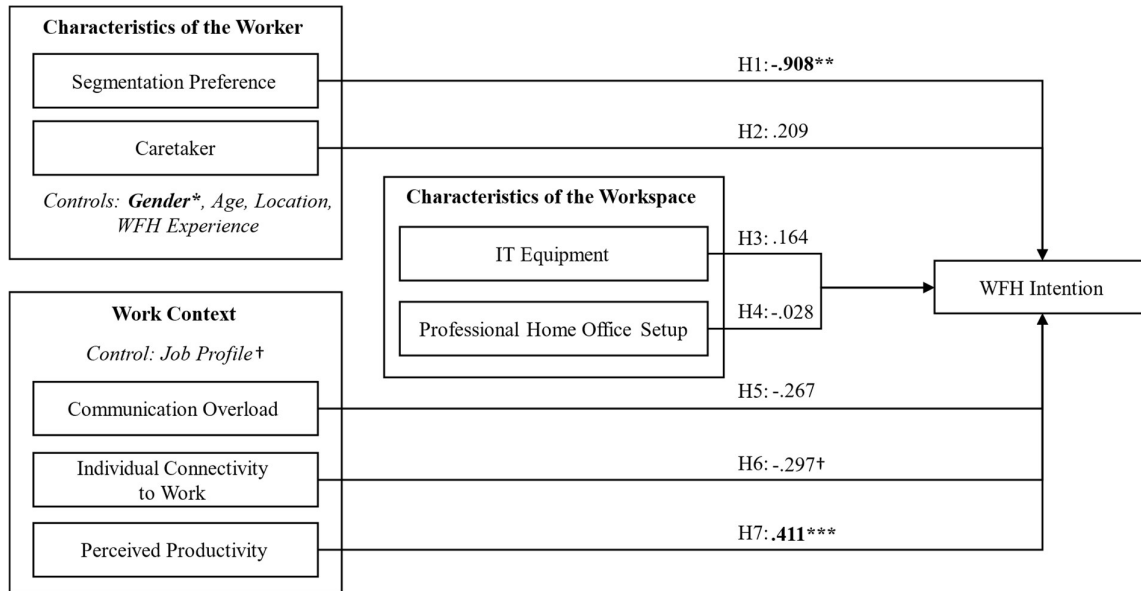 Characteristics of the Worker
Segmentation Preference
Caretaker
Controls: Gender*, Age, Location,
WFH Experience
H1: -.908**
H2: .209
Characteristics of the Workspace
IT Equipment
Professional Home Office Setup
H3: .164
H4: -.028
WFH Intention
Work Context
Control: Job Profile†
Communication Overload
Individual Connectivity
to Work
Perceived Productivity
H5: -.267
H6: -.297†
H7: .411***